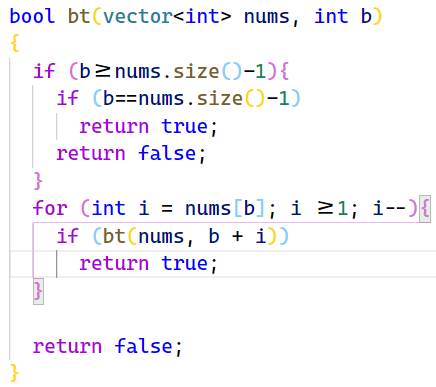 bool bt(vector<int> nums, int b)
{
  if (b≥nums.size()-1){
    if (b==nums.size()-1)
      return true;
    return false;
  }
  for (int i = nums[b]; i ≥1; i--){
    if (bt(nums, b + i))
      return true;
  }
  return false;
}